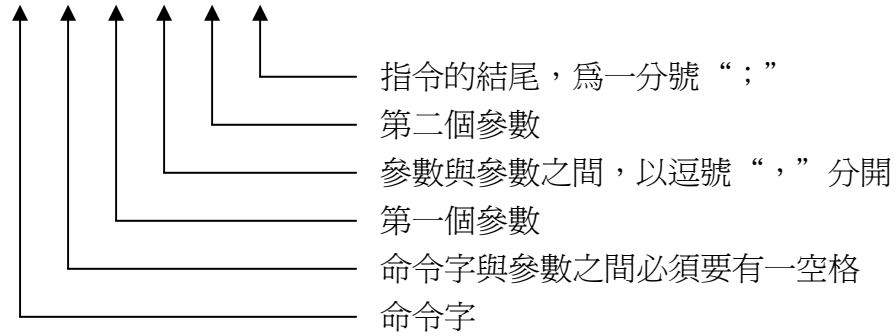 指令的結尾，爲一分號“；”
第二個參數
參數與參數之間，以逗號“，”分開
第一個參數
命令字與參數之間必須要有一空格
命令字